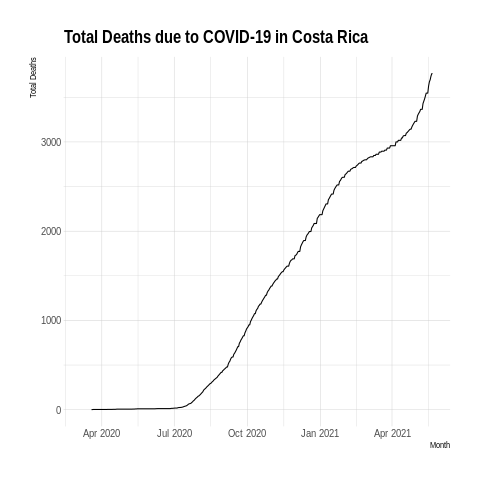 Total Deaths due to COVID-19 in Costa Rica
Total Deaths
3000
2000
1000
0
Apr 2020 Jul 2020 Oct 2020 Jan 2021 Apr 2021
Month